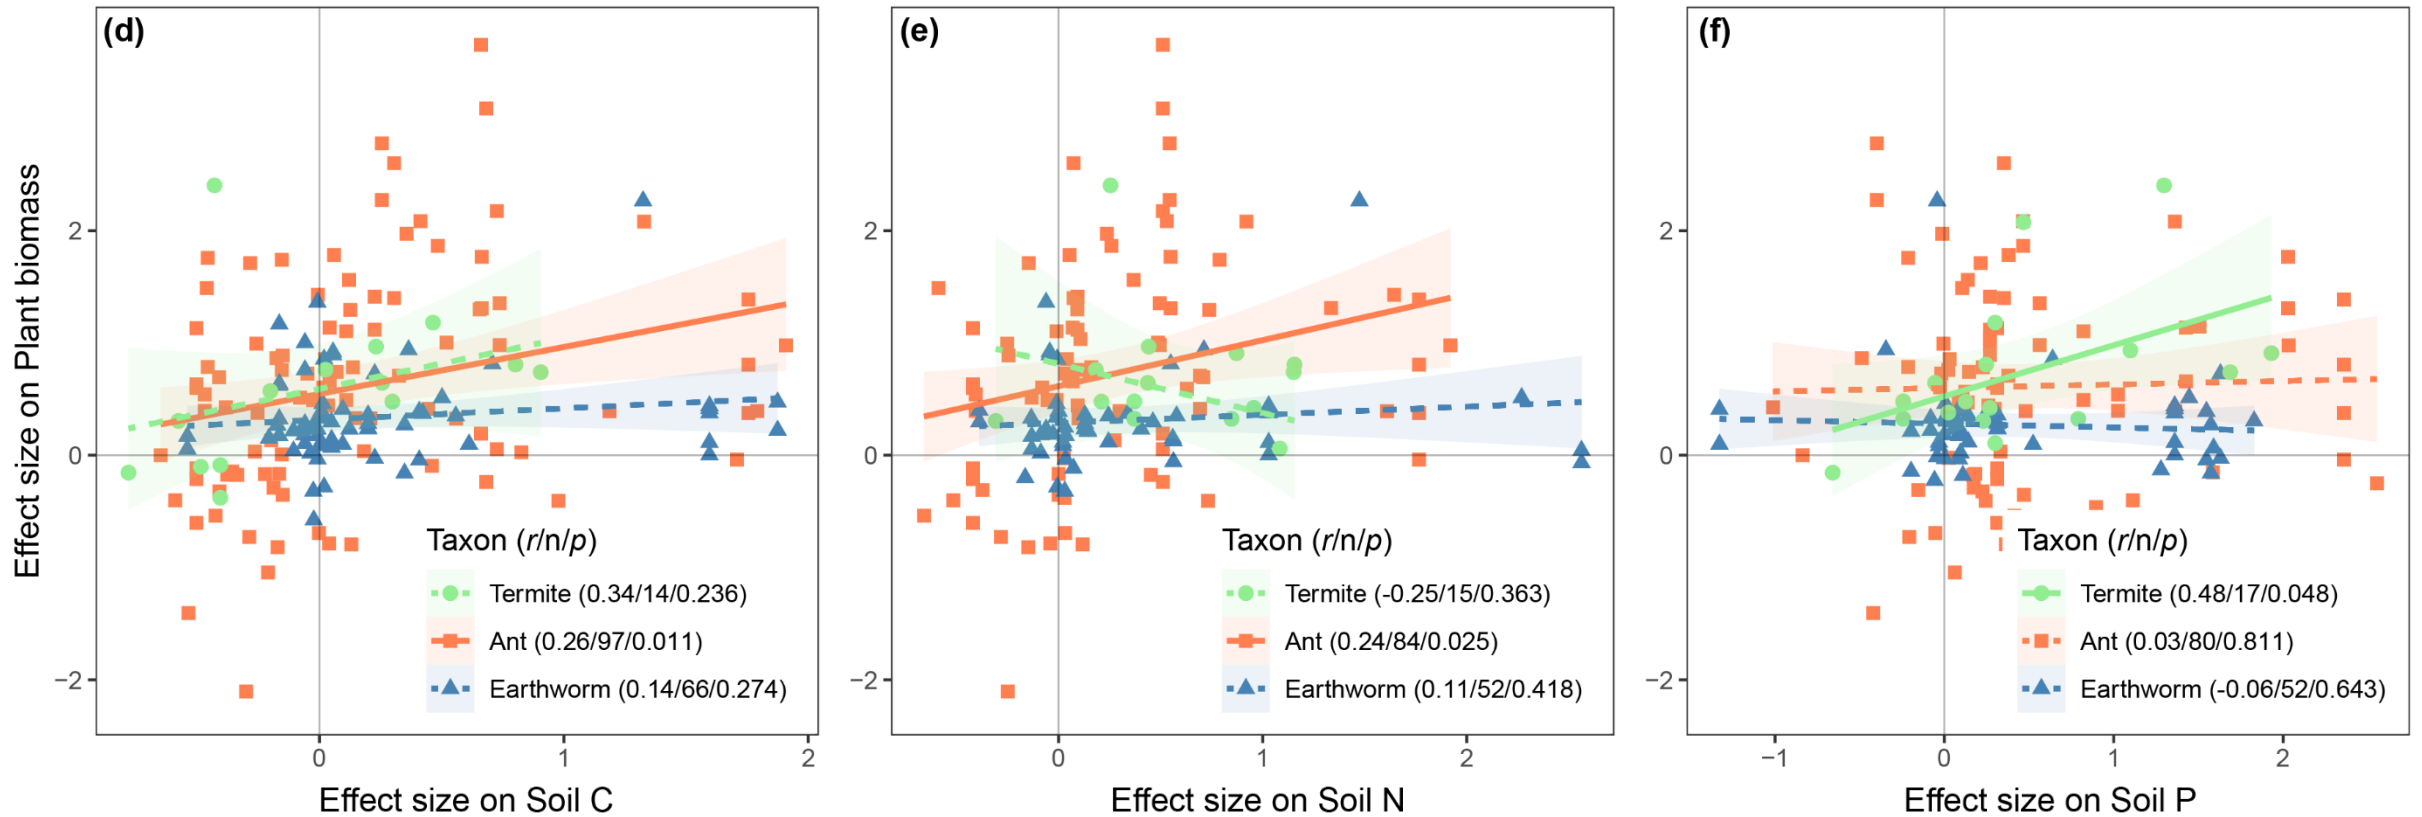 (d)
(e)
(f)
Effect size on Plant biomass
2
0
−2
2
0
−2
2
0
−2
Taxon (r/n/p)
Termite (0.34/14/0.236)
Ant (0.26/97/0.011)
Earthworm (0.14/66/0.274)
Taxon (r/n/p)
Termite (-0.25/15/0.363)
Ant (0.24/84/0.025)
Earthworm (0.11/52/0.418)
Taxon (r/n/p)
Termite (0.48/17/0.048)
Ant (0.03/80/0.811)
Earthworm (-0.06/52/0.643)
0 1 2
0 1 2
−1 0 1 2
Effect size on Soil C
Effect size on Soil N
Effect size on Soil P